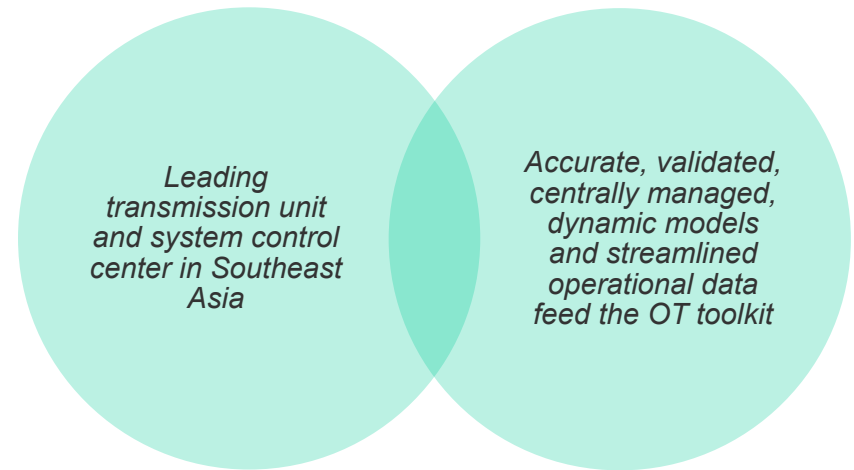 Leading
transmission unit
and system control
center in Southeast
Asia
Accurate, validated,
centrally managed,
dynamic models
and streamlined
operational data
feed the OT toolkit